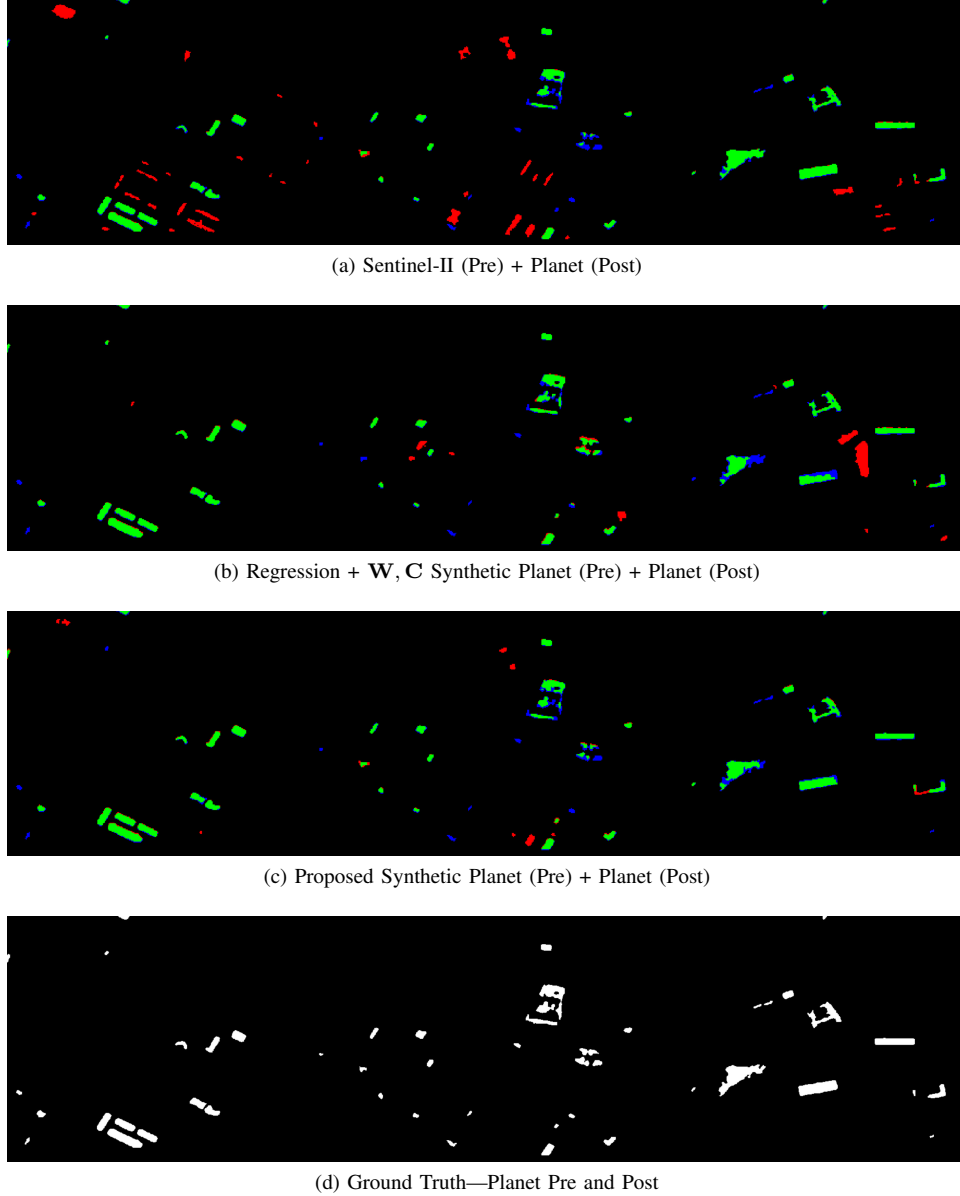 (a) Sentinel-II (Pre) + Planet (Post)
(b) Regression + W, C Synthetic Planet (Pre) + Planet (Post)
(c) Proposed Synthetic Planet (Pre) + Planet (Post)
(d) Ground Truth—Planet Pre and Post